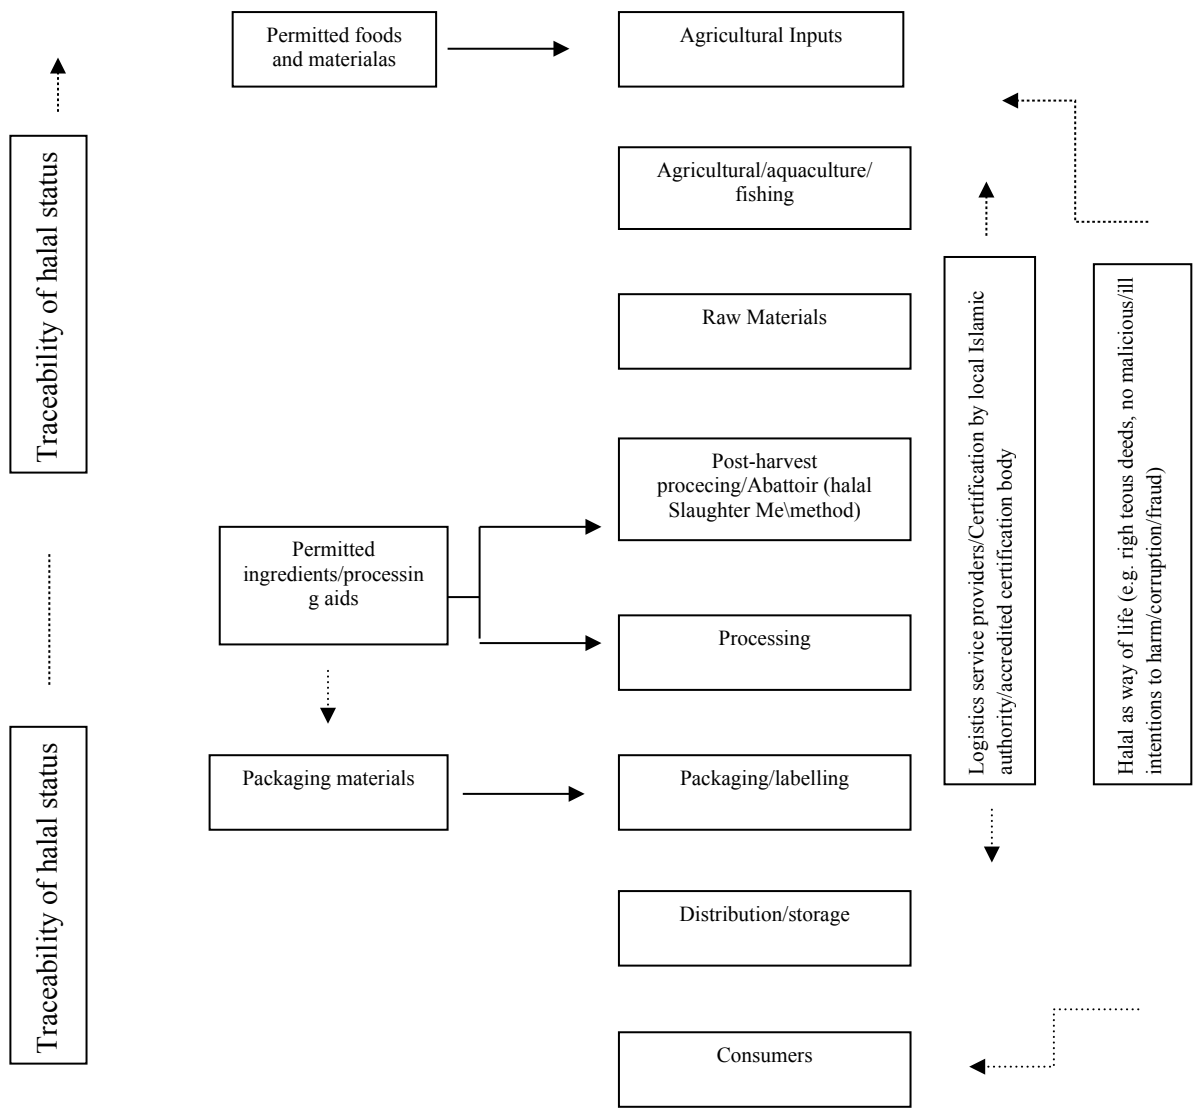 Permitted foods
and materialas
Agricultural Inputs
Traceability of halal status
Agricultural/aquaculture/
fishing
Raw Materials
Post-harvest
procecing/Abattoir (halal
Slaughter Me\method)
Permitted
ingredients/processin
g aids
Processing
Logistics service providers/Certification by local Islamic
authority/accredited certification body
Halal as way of life (e.g. righ teous deeds, no malicious/ill
intentions to harm/corruption/fraud)
Traceability of halal status
Packaging materials
Packaging/labelling
Distribution/storage
Consumers